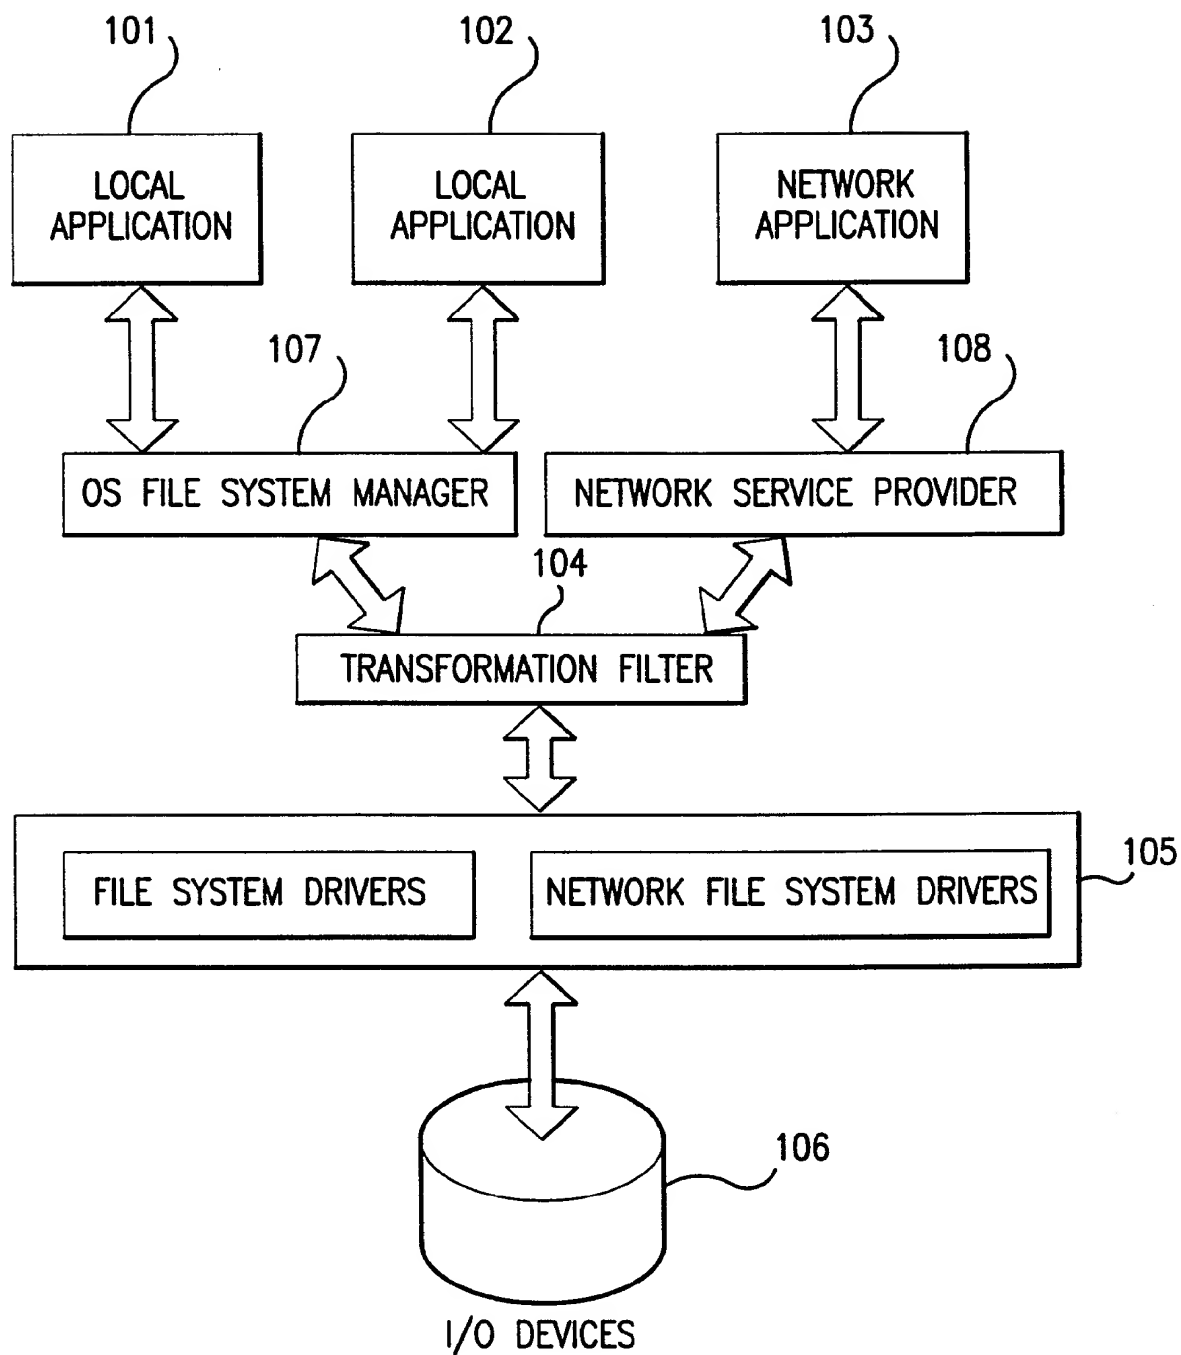 101
102
103
LOCAL
APPLICATION
LOCAL
APPLICATION
NETWORK
APPLICATION
107
108
OS FILE SYSTEM MANAGER
NETWORK SERVICE PROVIDER
104
TRANSFORMATION FILTER
105
FILE SYSTEM DRIVERS
NETWORK FILE SYSTEM DRIVERS
106
I/O DEVICES